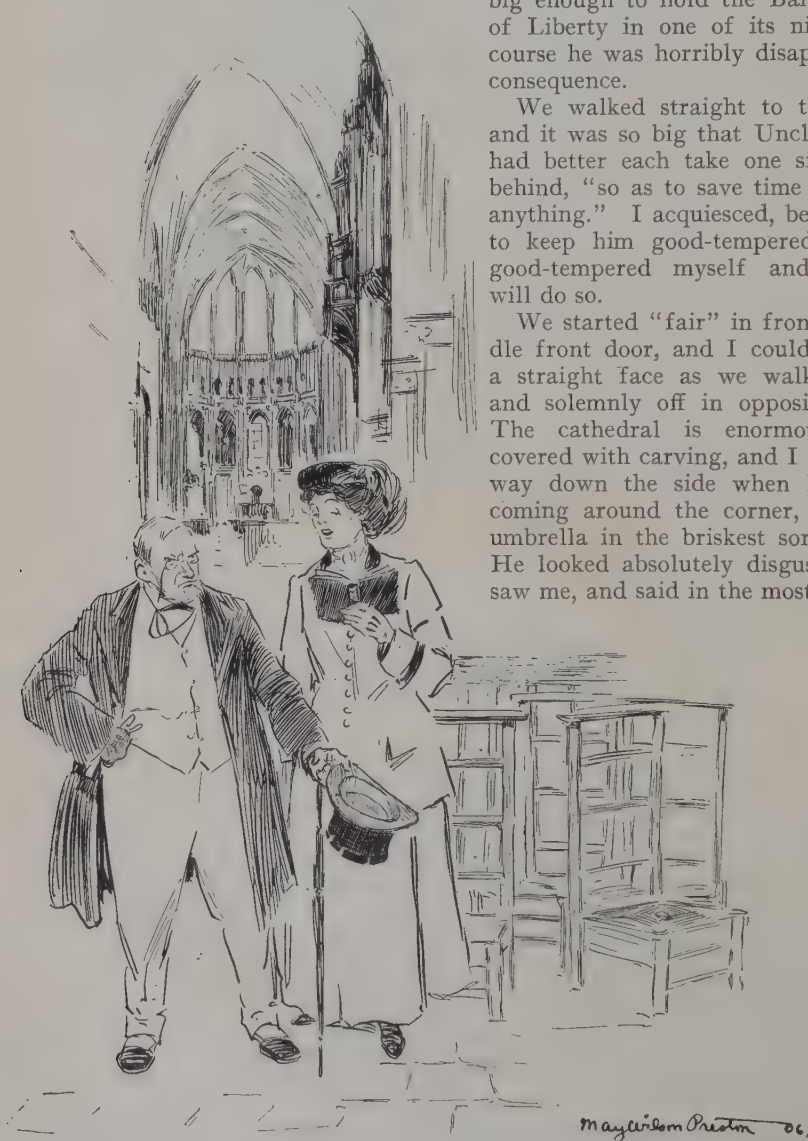 big enough to hold the Bar
of Liberty in one of its ni
course he was horribly disap
consequence.
We walked straight to t
and it was so big that Uncl
had better each take one si
behind, “so as to save time
anything.” I acquiesced, be
to keep him good-tempered
good-tempered myself and
will do so.
We started “fair” in fron
dle front door, and I could
a straight face as we walk
and solemnly off in opposi
The cathedral is enormo
covered with carving, and I
way down the side when
coming around the corner,
umbrella in the briskest sor
He looked absolutely disgus
saw me, and said in the most
May Wilson Preston 06